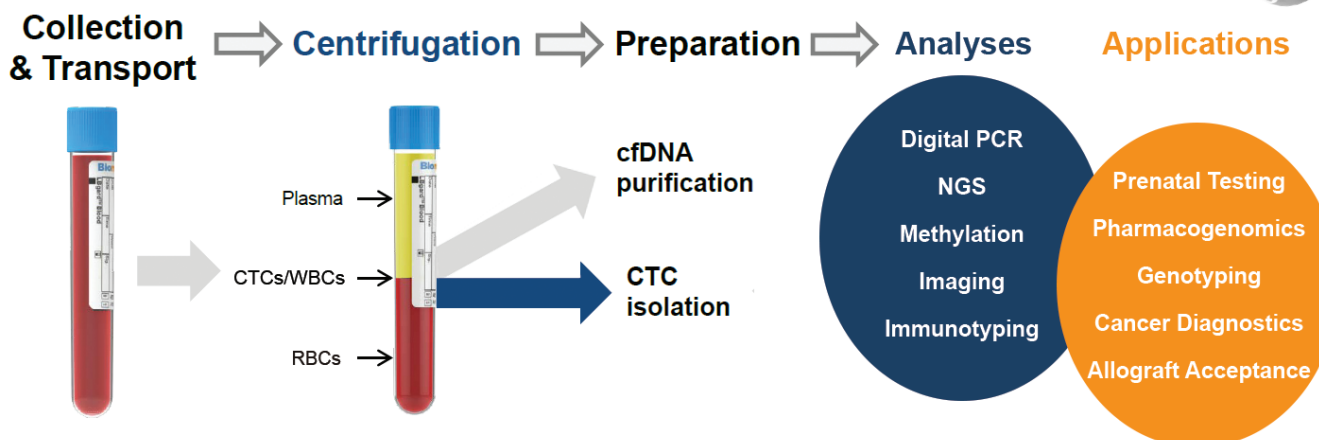 Collection
& Transport
Centrifugation
Preparation
Analyses
Applications
Plasma
CTCs/WBCs
RBCs
cfDNA
purification
CTC
isolation
Digital PCR
NGS
Methylation
Imaging
Immunotyping
Prenatal Testing
Pharmacogenomics
Genotyping
Cancer Diagnostics
Allograft Acceptance